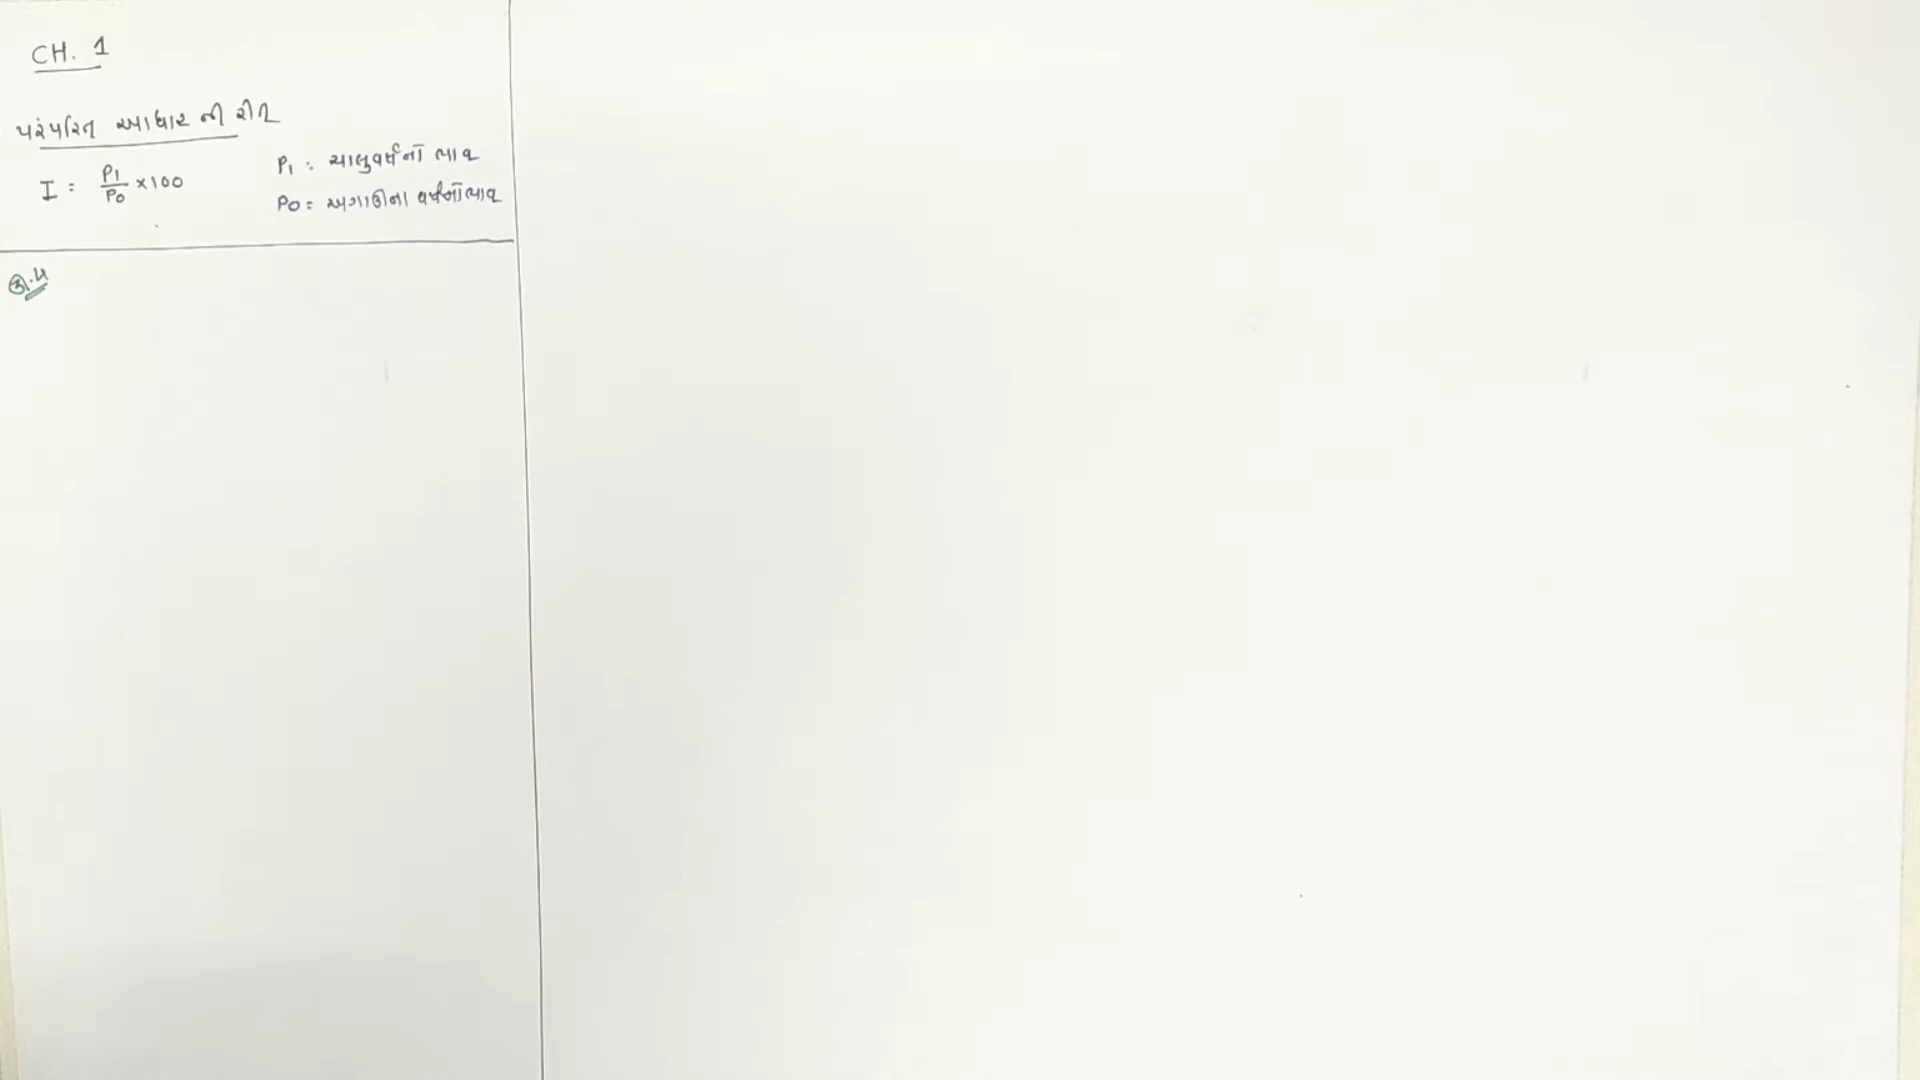 CH. 1
પરંપરિત આધાર ની રીત
I = P1/P0 ×100
P1 : ચાલુવર્ષનો ભાવ
P0 = અગાઉના વર્ષનો ભાવ
ઉ.૫